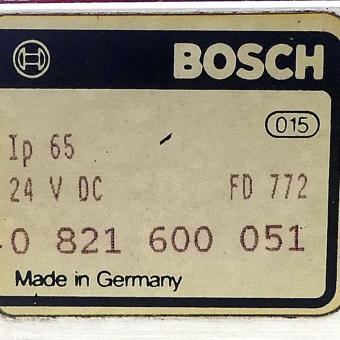 BOSCH
015
Ip 65
24 V DC FD 772
0 821 600 051
Made in Germany